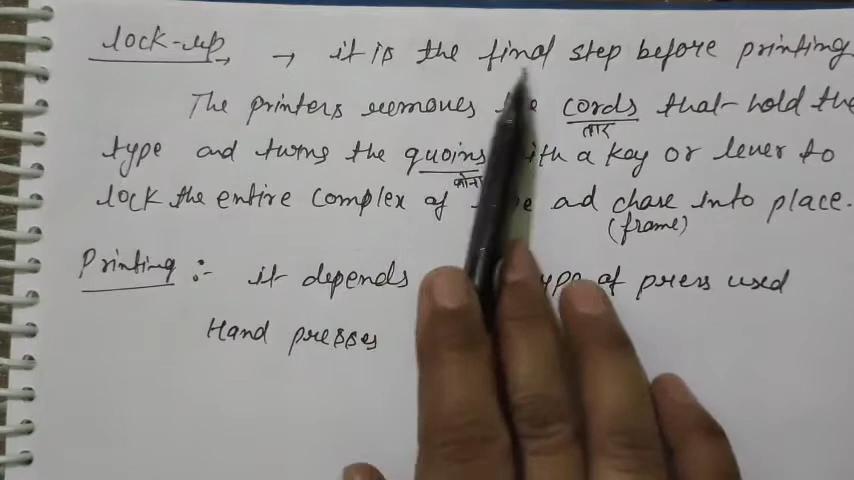 lock-up → it is the final step before printing
The printers removes the cords that hold the
तार
type and turns the quoins with a key or lever to
कोना
lock the entire complex of ad chase into place.
(frame)
Printing :- it depends type of press used
Hand presses